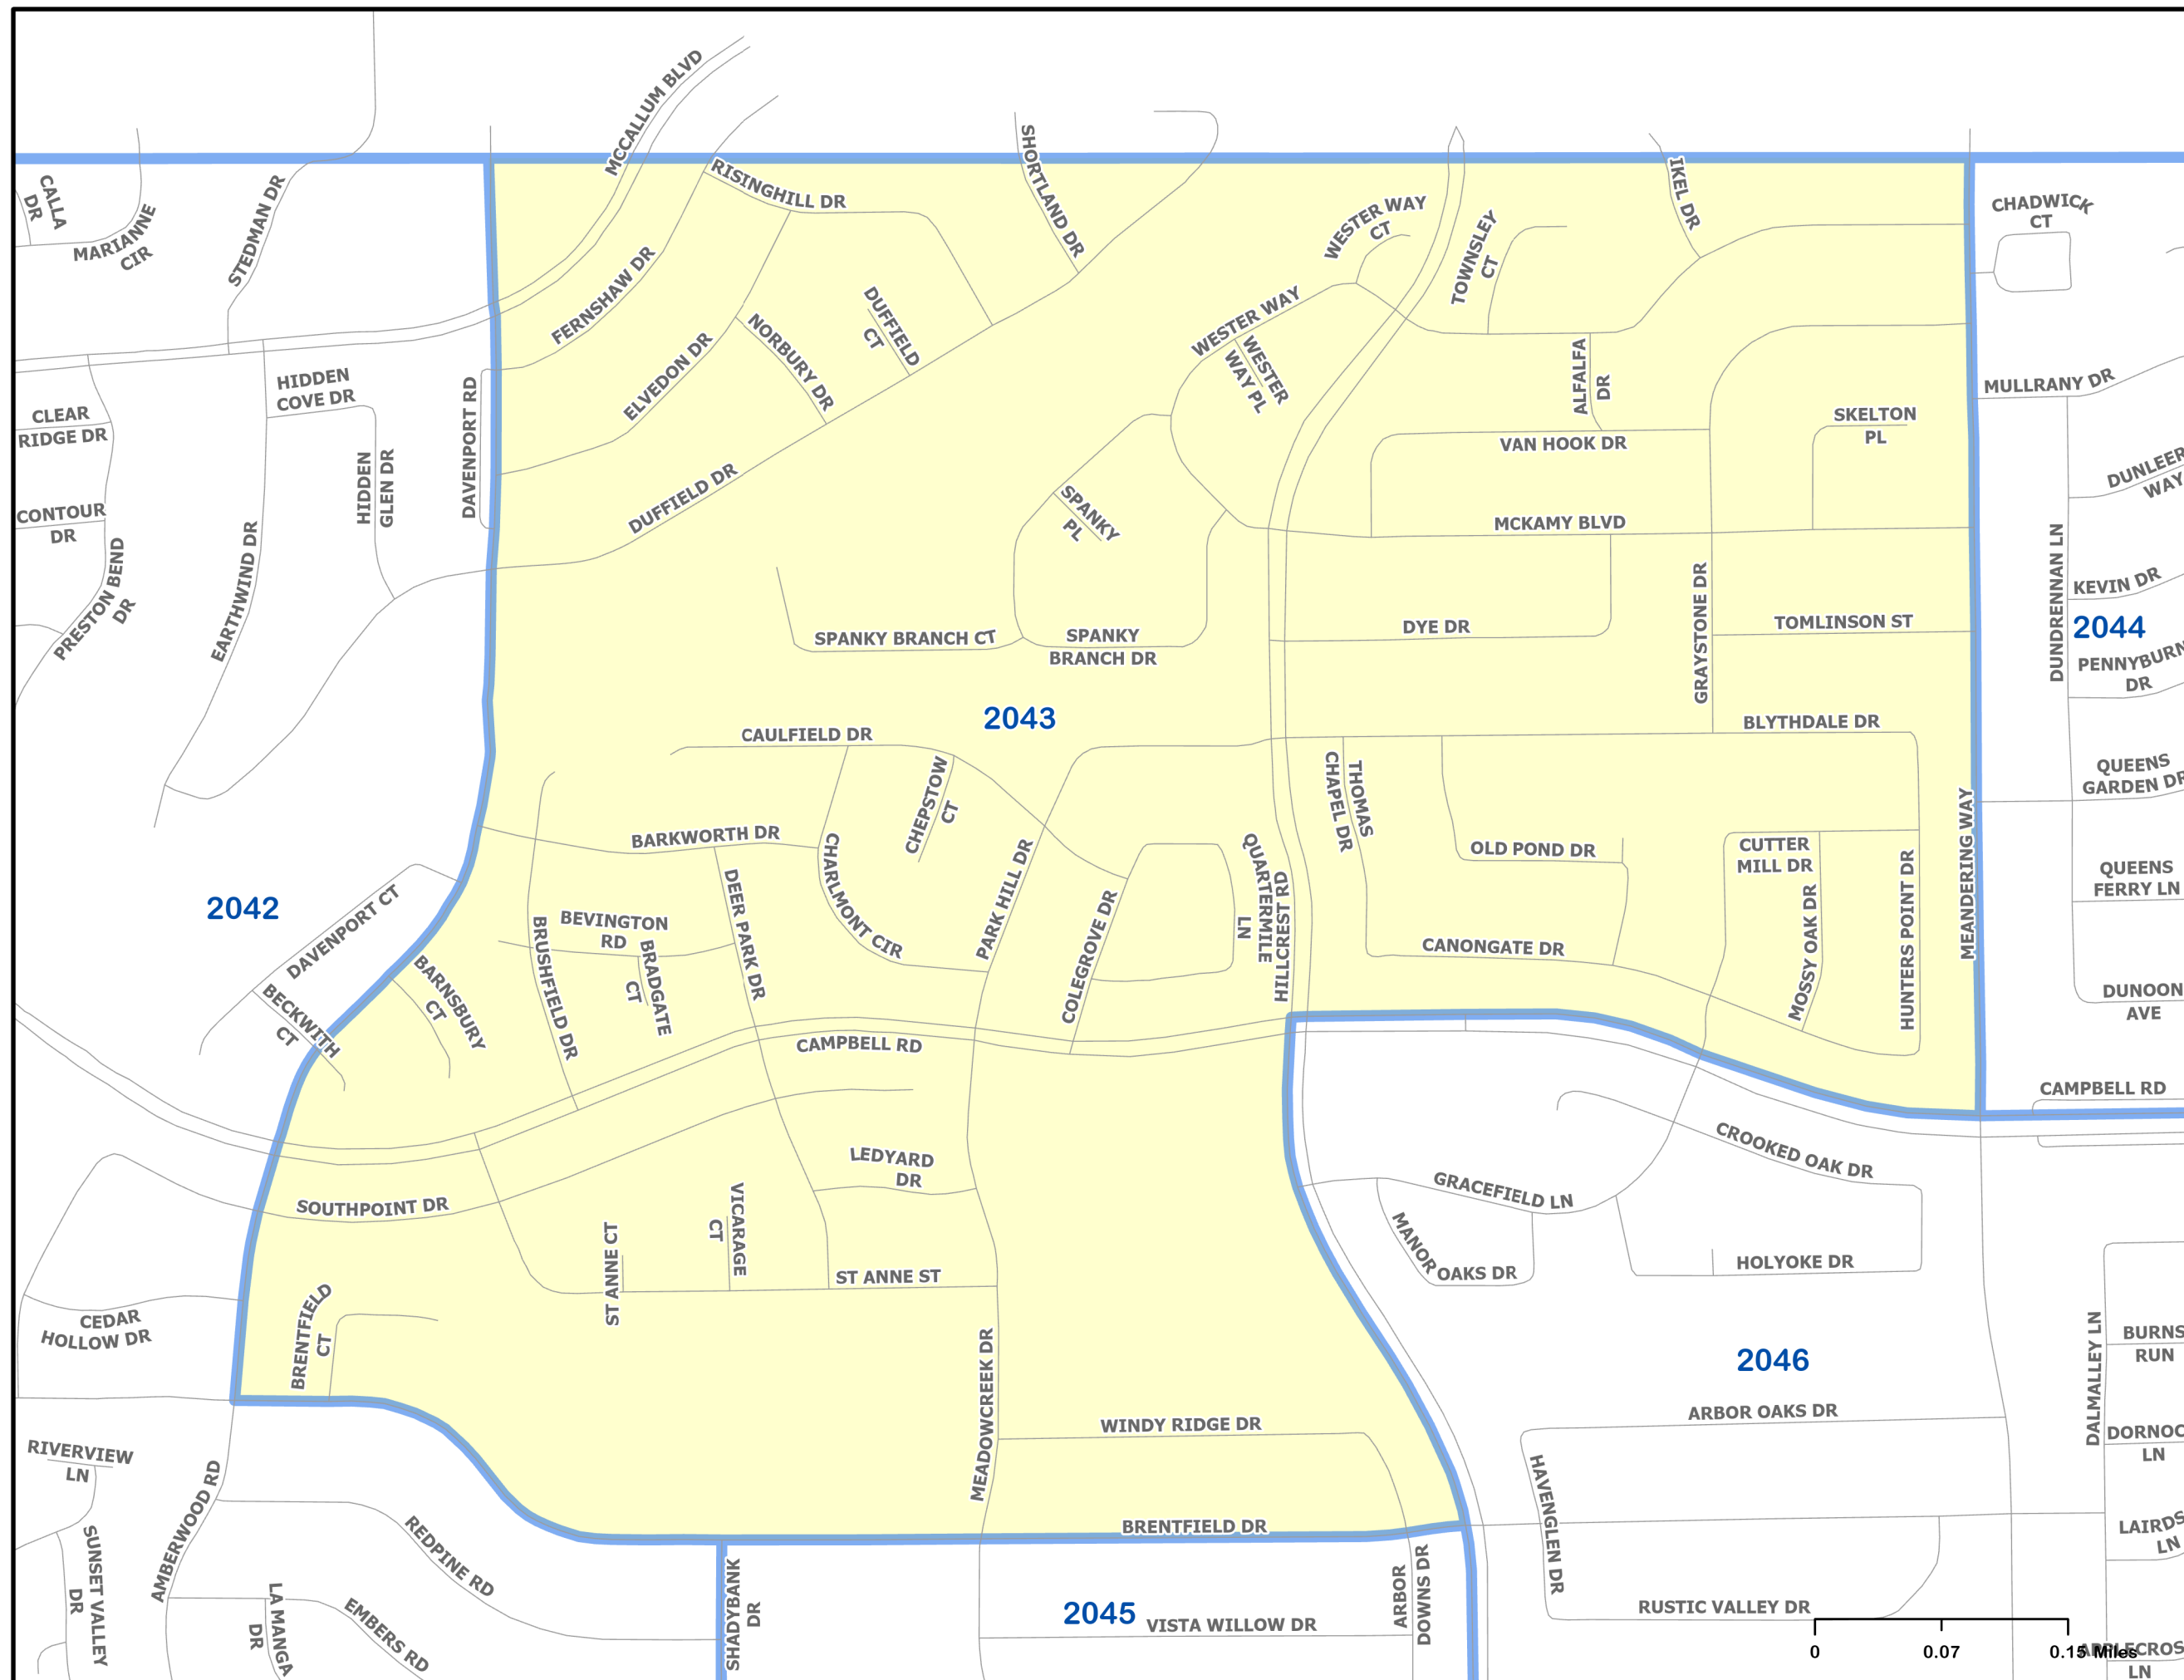 MCCALLUM BLVD
RISINGHILL DR
SHORTLAND DR
IKEL DR
CALLA
DR
MARIANNE
CIR
STEDMAN DR
WESTER WAY
CT
TOWNSLEY
CT
CHADWICK
CT
FERNSHAW DR
DUFFIELD
CT
NORBURY DR
ELVEDON DR
WESTER WAY
WESTER
WAY PL
ALFALFA
DR
MULLRANY DR
HIDDEN
COVE DR
CLEAR
RIDGE DR
DAVENPORT RD
SKELTON
PL
VAN HOOK DR
HIDDEN
GLEN DR
DUFFIELD DR
DUNLEER
WAY
CONTOUR
DR
SPANKY
PL
MCKAMY BLVD
EARTHWIND DR
PRESTON BEND
DR
GRAYSTONE DR
DUNDRENNAN LN
KEVIN DR
SPANKY BRANCH CT
SPANKY
BRANCH DR
DYE DR
TOMLINSON ST
2044
PENNYBURN
DR
2043
BLYTHDALE DR
CAULFIELD DR
CHEPSTOW
CT
THOMAS
CHAPEL DR
QUEENS
GARDEN DR
MEANDERING WAY
BARKWORTH DR
CHARLMONT CIR
PARK HILL DR
QUARTERMILE
LN
HILLCREST RD
OLD POND DR
CUTTER
MILL DR
HUNTERS POINT DR
QUEENS
FERRY LN
2042
DAVENPORT CT
DEER PARK DR
BEVINGTON
RD
BRADGATE
CT
BRUSHFIELD DR
COLEGROVE DR
CANONGATE DR
MOSSY OAK DR
BARNSBURY
CT
BECKWITH
CT
DUNOON
AVE
CAMPBELL RD
CAMPBELL RD
CROOKED OAK DR
LEDYARD
DR
SOUTHPOINT DR
VICARAGE
CT
GRACEFIELD LN
MANOR
OAKS DR
ST ANNE CT
ST ANNE ST
HOLYOKE DR
BRENTFIELD
CT
CEDAR
HOLLOW DR
MEADOWCREEK DR
2046
DALMALLEY LN
BURNS
RUN
WINDY RIDGE DR
ARBOR OAKS DR
RIVERVIEW
LN
AMBERWOOD RD
HAVENGLEN DR
DORNOC
LN
BRENTFIELD DR
LAIRDS
LN
REDPINE RD
SUNSET VALLEY
DR
LA MANGA
DR
EMBERS RD
SHADYBANK
DR
2045
VISTA WILLOW DR
ARBOR
DOWNS DR
RUSTIC VALLEY DR
0
0.07
0.15 Miles
LN